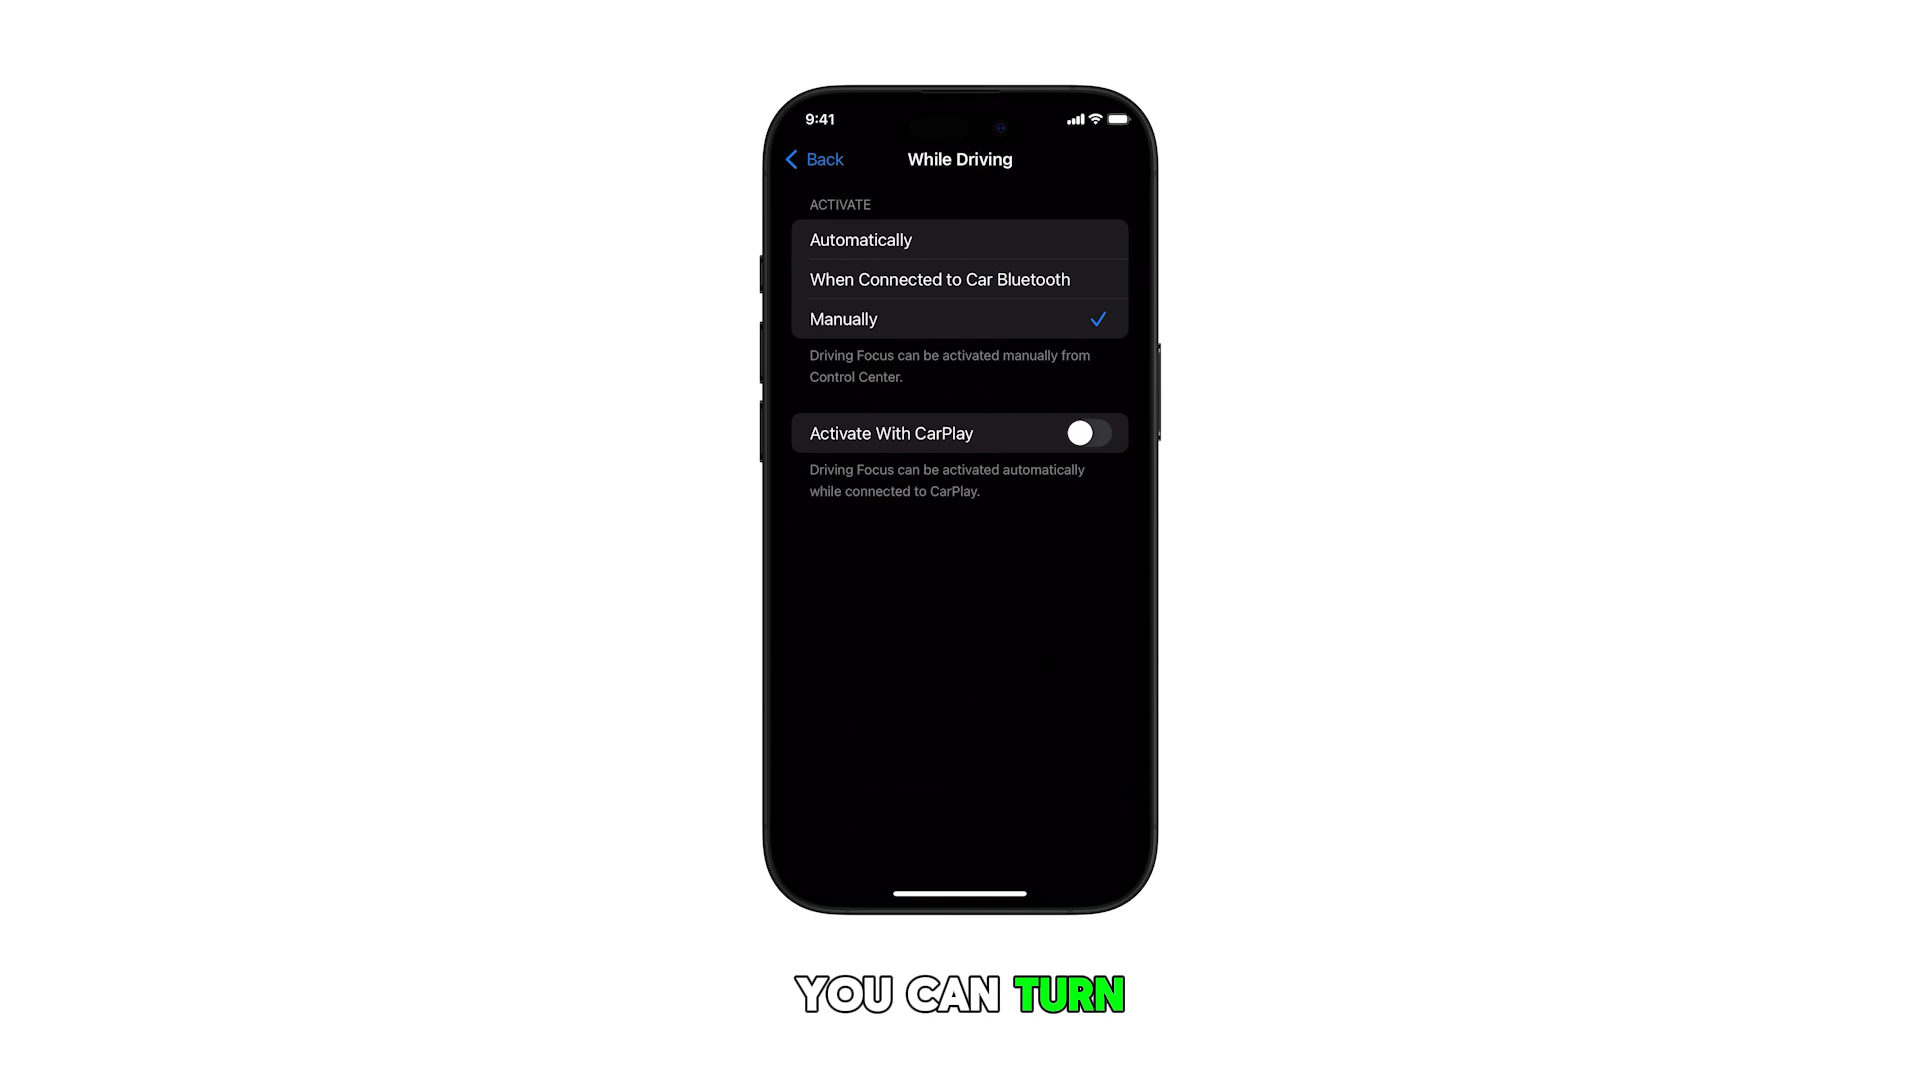 9:41
Back
While Driving
ACTIVATE
Automatically
When Connected to Car Bluetooth
Manually
Driving Focus can be activated manually from
Control Center.
Activate With CarPlay
Driving Focus can be activated automatically
while connected to CarPlay.
YOU CAN TURN